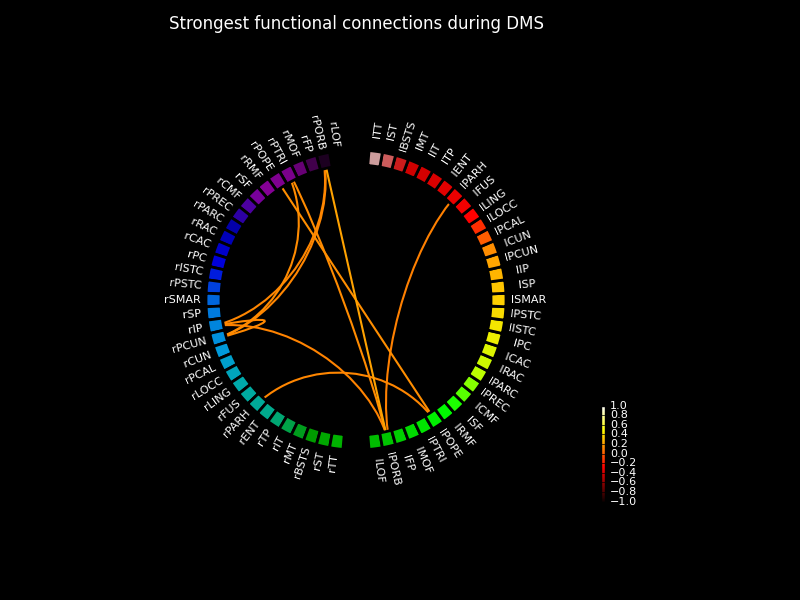 Strongest functional connections during DMS
lTT
lST
lBSTS
lMT
lIT
lTP
lENT
lPARH
lFUS
lLING
lLOCC
lPCAL
lCUN
lPCUN
lIP
lSP
lSMAR
lPSTC
lISTC
lPC
lCAC
lRAC
lPARC
lPREC
lCMF
lSF
lRMF
lPOPE
lPTRI
lMOF
lFP
lPORB
lLOF
rTT
rST
rBSTS
rMT
rIT
rTP
rENT
rPARH
rFUS
rLING
rLOCC
rPCAL
rCUN
rPCUN
rIP
rSP
rSMAR
rPSTC
rISTC
rPC
rCAC
rRAC
rPARC
rPREC
rCMF
rSF
rRMF
rPOPE
rPTRI
rMOF
rFP
rPORB
rLOF
1.0
0.8
0.6
0.4
0.2
0.0
−0.2
−0.4
−0.6
−0.8
−1.0